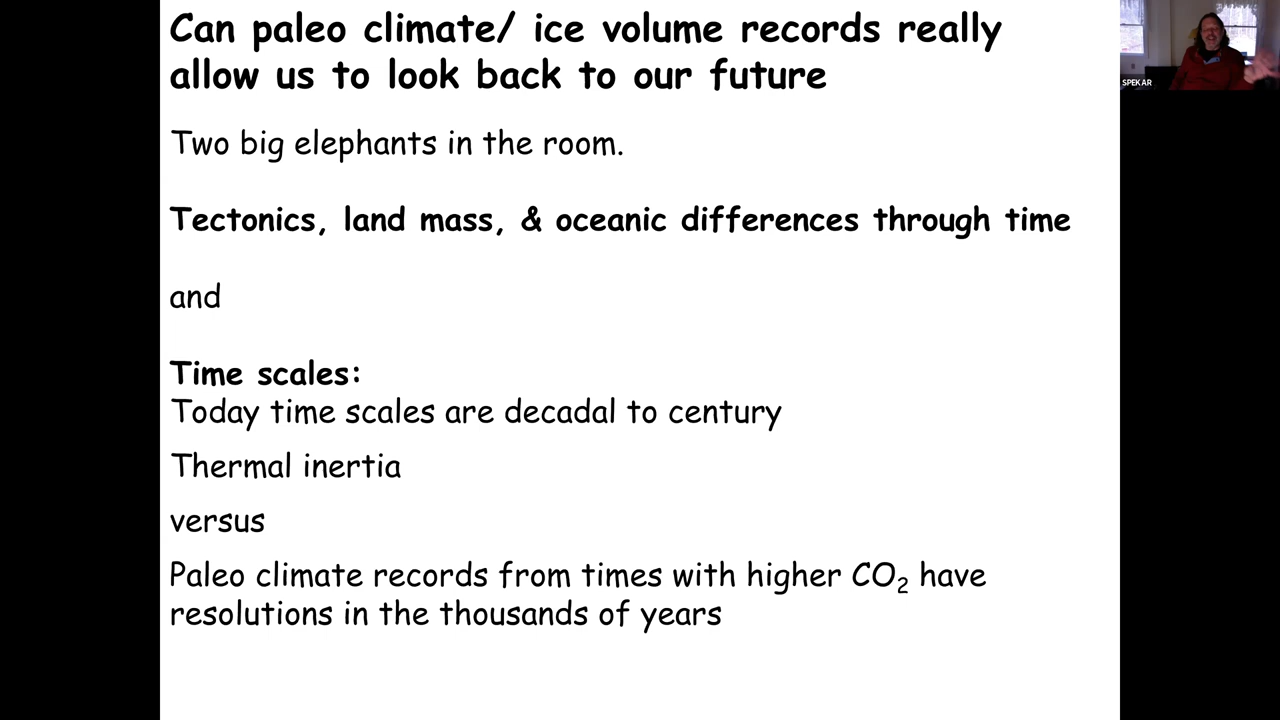 Can paleo climate/ ice volume records really
allow us to look back to our future
SPEKAR
Two big elephants in the room.
Tectonics, land mass, & oceanic differences through time
and
Time scales:
Today time scales are decadal to century
Thermal inertia
versus
Paleo climate records from times with higher CO₂ have
resolutions in the thousands of years